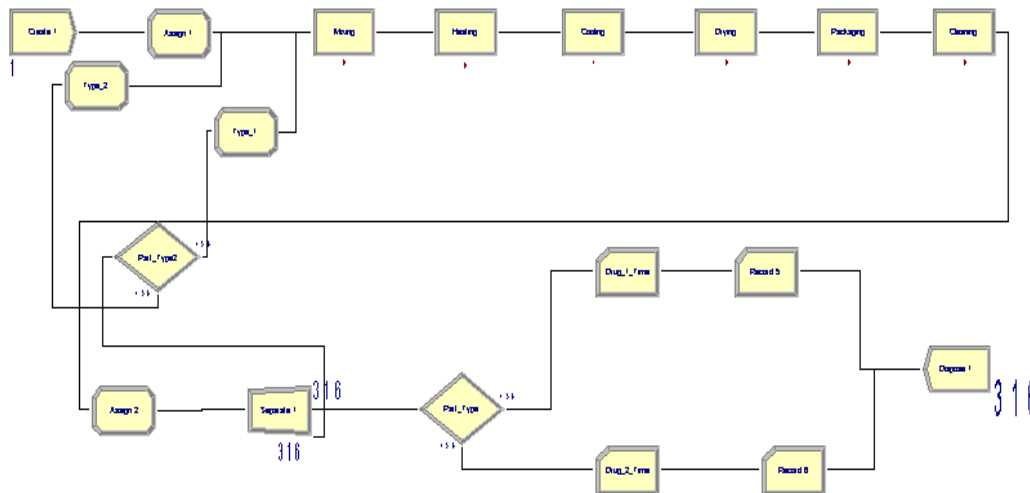 Create 1
Assign 1
Mixing
Heating
Cooling
Drying
Packaging
Cleaning
1
Type_2
Type_1
Part_Type2
Drug_1_Time
Record 5
Assign 2
Separate 1
316
316
Part_Type
Dispose 1
316
Drug_2_Time
Record 6